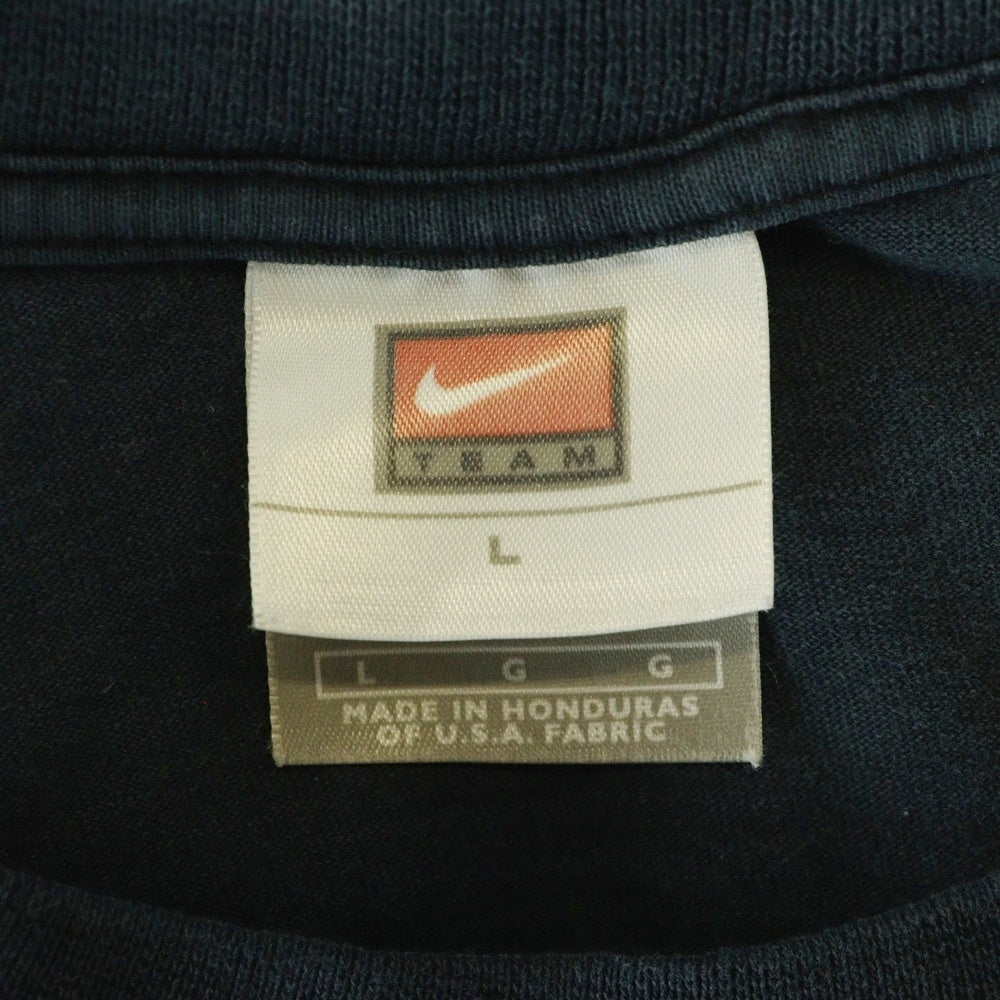 TEAM
L
L G G
MADE IN HONDURAS
OF U.S.A. FABRIC